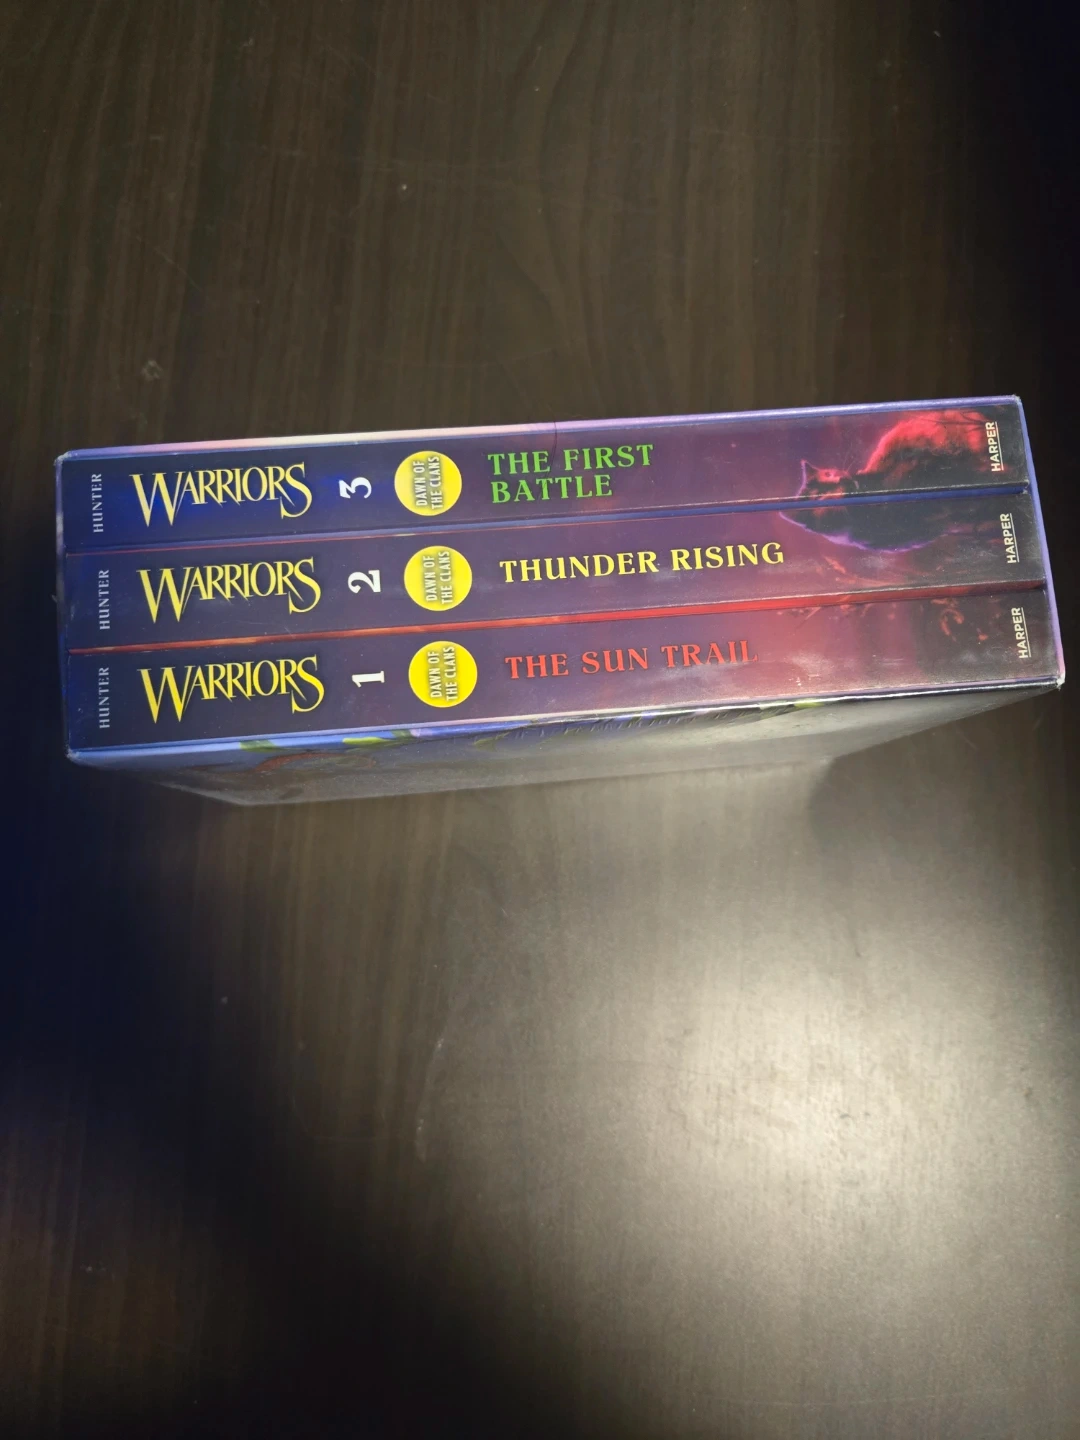 HUNTER
WARRIORS
3
DAWN OF
THE CLANS
THE FIRST
BATTLE
HARPER
HUNTER
WARRIORS
2
DAWN OF
THE CLANS
THUNDER RISING
HARPER
HUNTER
WARRIORS
1
DAWN OF
THE CLANS
THE SUN TRAIL
HARPER